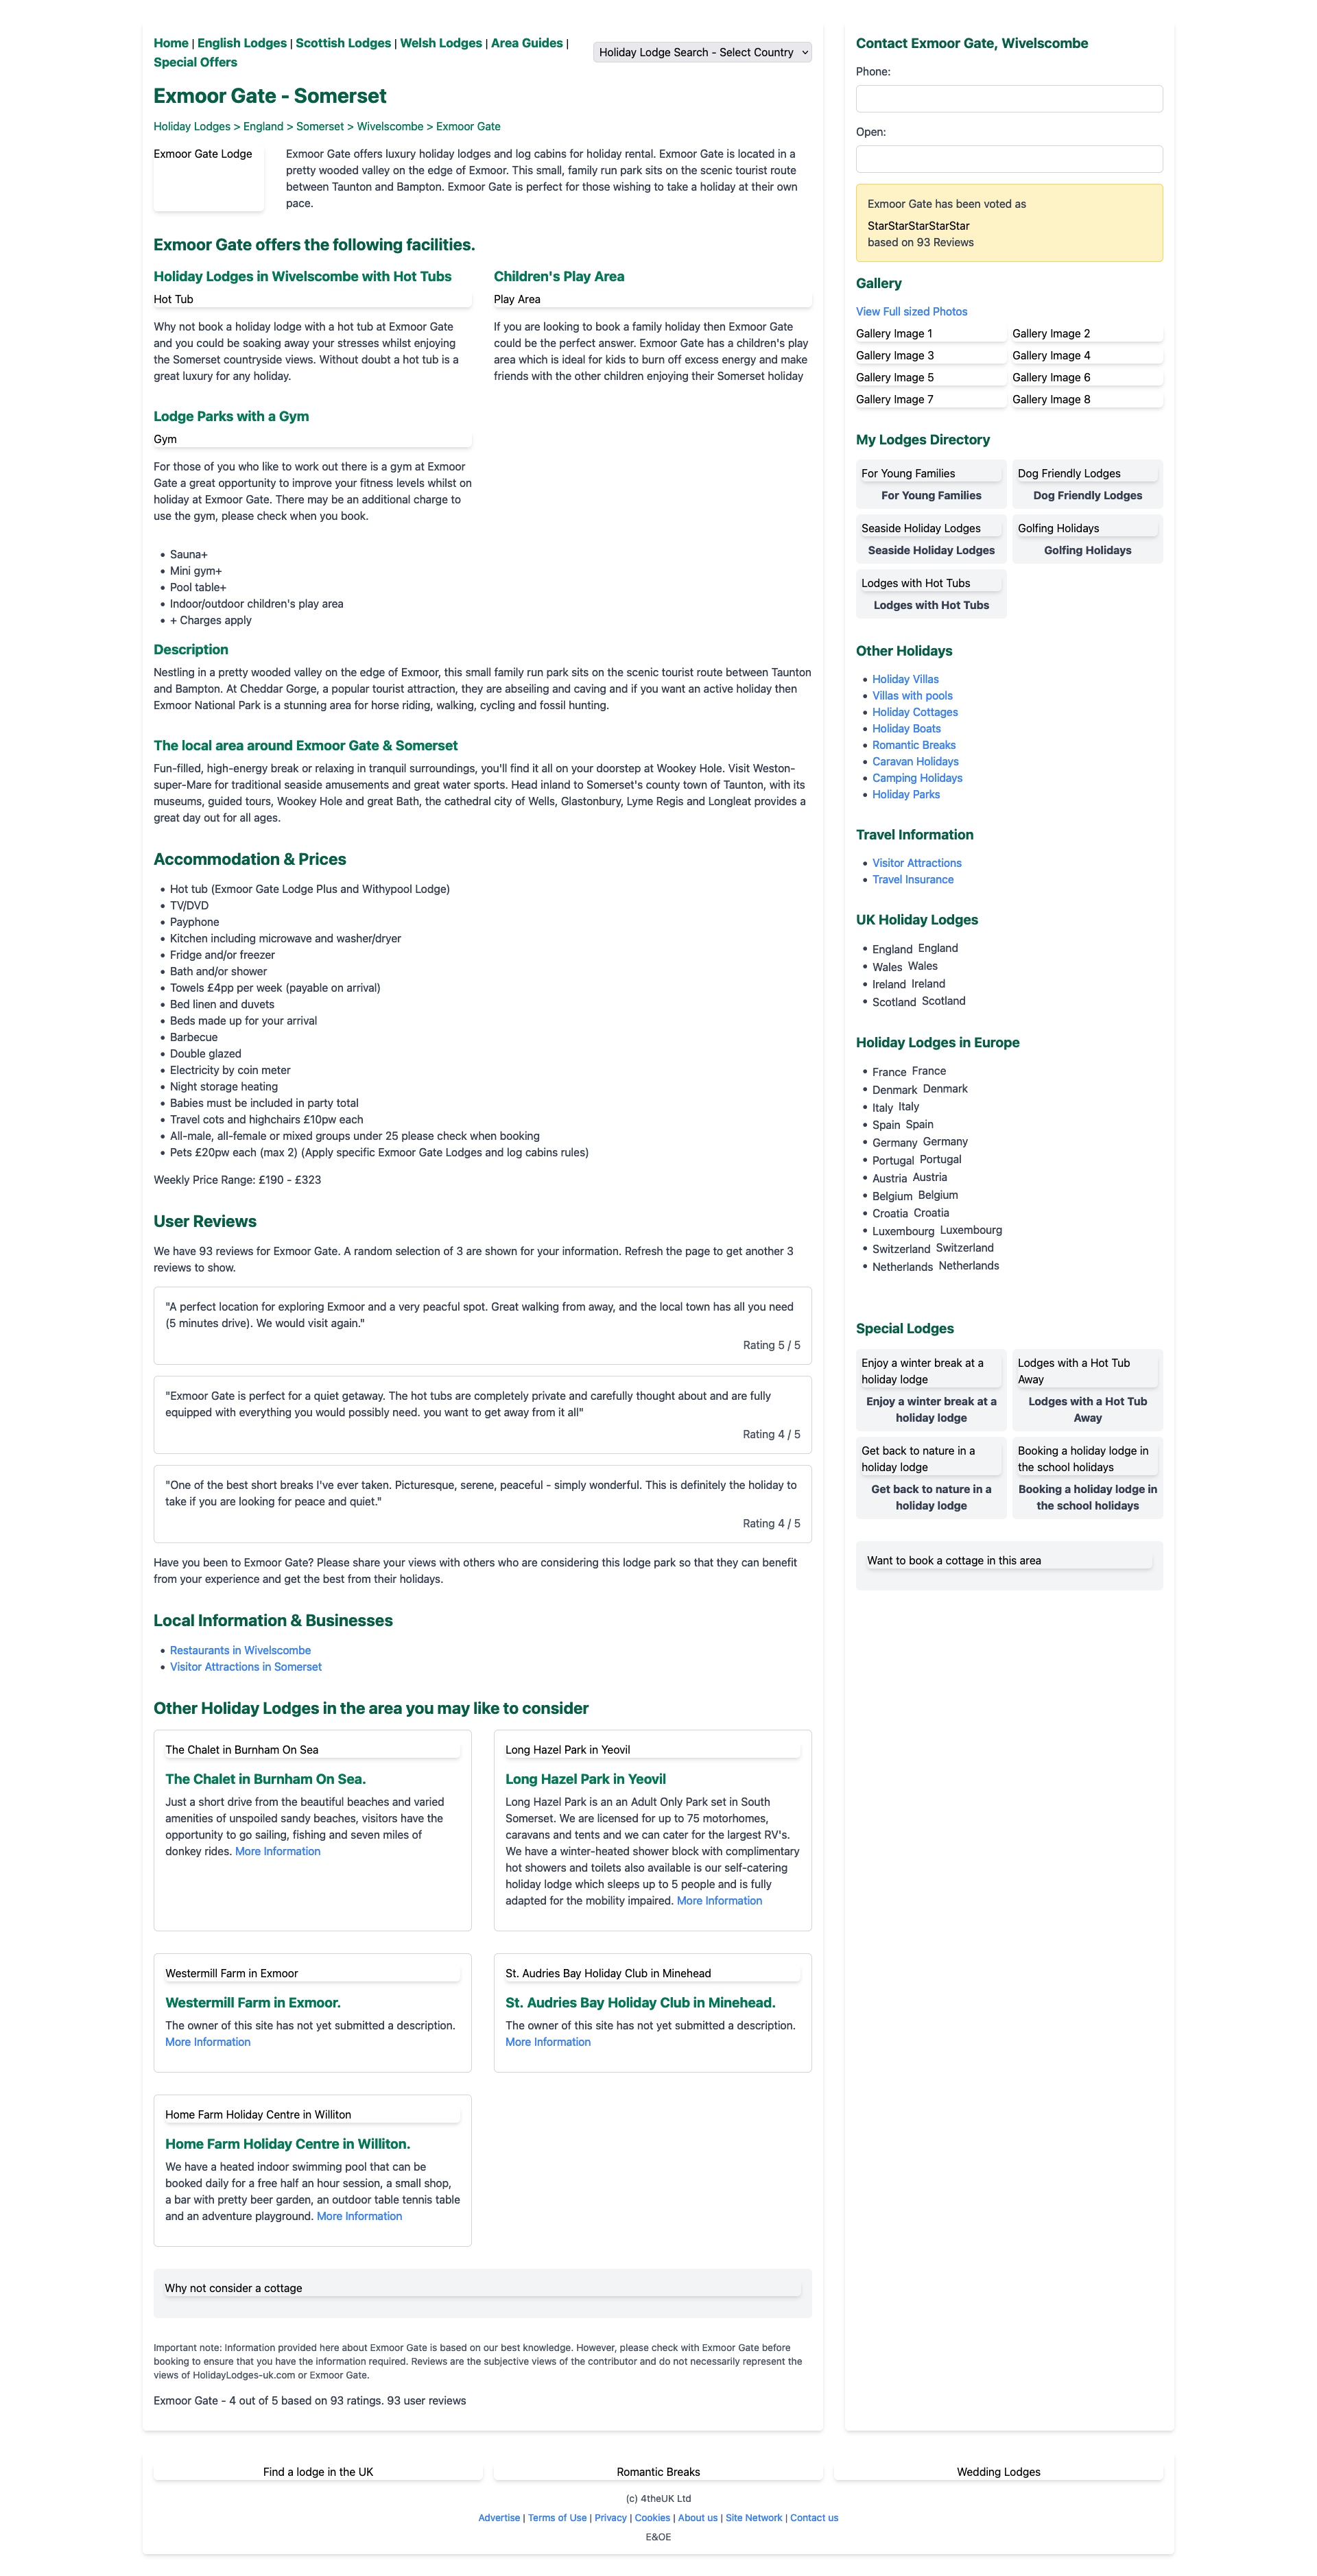 Home | English Lodges | Scottish Lodges | Welsh Lodges | Area Guides |
Special Offers
Holiday Lodge Search - Select Country
Exmoor Gate - Somerset
Holiday Lodges > England > Somerset > Wivelscombe > Exmoor Gate
Exmoor Gate Lodge
Exmoor Gate offers luxury holiday lodges and log cabins for holiday rental. Exmoor Gate is located in a
pretty wooded valley on the edge of Exmoor. This small, family run park sits on the scenic tourist route
between Taunton and Bampton. Exmoor Gate is perfect for those wishing to take a holiday at their own
pace.
Exmoor Gate offers the following facilities.
Holiday Lodges in Wivelscombe with Hot Tubs
Hot Tub
Why not book a holiday lodge with a hot tub at Exmoor Gate
and you could be soaking away your stresses whilst enjoying
the Somerset countryside views. Without doubt a hot tub is a
great luxury for any holiday.
Children's Play Area
Play Area
If you are looking to book a family holiday then Exmoor Gate
could be the perfect answer. Exmoor Gate has a children's play
area which is ideal for kids to burn off excess energy and make
friends with the other children enjoying their Somerset holiday
Lodge Parks with a Gym
Gym
For those of you who like to work out there is a gym at Exmoor
Gate a great opportunity to improve your fitness levels whilst on
holiday at Exmoor Gate. There may be an additional charge to
use the gym, please check when you book.
• Sauna+
• Mini gym+
• Pool table+
• Indoor/outdoor children's play area
• + Charges apply
Description
Nestling in a pretty wooded valley on the edge of Exmoor, this small family run park sits on the scenic tourist route between Taunton
and Bampton. At Cheddar Gorge, a popular tourist attraction, they are abseiling and caving and if you want an active holiday then
Exmoor National Park is a stunning area for horse riding, walking, cycling and fossil hunting.
The local area around Exmoor Gate & Somerset
Fun-filled, high-energy break or relaxing in tranquil surroundings, you'll find it all on your doorstep at Wookey Hole. Visit Weston-
super-Mare for traditional seaside amusements and great water sports. Head inland to Somerset's county town of Taunton, with its
museums, guided tours, Wookey Hole and great Bath, the cathedral city of Wells, Glastonbury, Lyme Regis and Longleat provides a
great day out for all ages.
Accommodation & Prices
• Hot tub (Exmoor Gate Lodge Plus and Withypool Lodge)
• TV/DVD
• Payphone
• Kitchen including microwave and washer/dryer
• Fridge and/or freezer
• Bath and/or shower
• Towels £4pp per week (payable on arrival)
• Bed linen and duvets
• Beds made up for your arrival
• Barbecue
• Double glazed
• Electricity by coin meter
• Night storage heating
• Babies must be included in party total
• Travel cots and highchairs £10pw each
• All-male, all-female or mixed groups under 25 please check when booking
• Pets £20pw each (max 2) (Apply specific Exmoor Gate Lodges and log cabins rules)
Weekly Price Range: £190 - £323
User Reviews
We have 93 reviews for Exmoor Gate. A random selection of 3 are shown for your information. Refresh the page to get another 3
reviews to show.
"A perfect location for exploring Exmoor and a very peacful spot. Great walking from away, and the local town has all you need
(5 minutes drive). We would visit again."
Rating 5 / 5
"Exmoor Gate is perfect for a quiet getaway. The hot tubs are completely private and carefully thought about and are fully
equipped with everything you would possibly need. you want to get away from it all"
Rating 4 / 5
"One of the best short breaks I've ever taken. Picturesque, serene, peaceful - simply wonderful. This is definitely the holiday to
take if you are looking for peace and quiet."
Rating 4 / 5
Have you been to Exmoor Gate? Please share your views with others who are considering this lodge park so that they can benefit
from your experience and get the best from their holidays.
Local Information & Businesses
• Restaurants in Wivelscombe
• Visitor Attractions in Somerset
Other Holiday Lodges in the area you may like to consider
The Chalet in Burnham On Sea
The Chalet in Burnham On Sea.
Just a short drive from the beautiful beaches and varied
amenities of unspoiled sandy beaches, visitors have the
opportunity to go sailing, fishing and seven miles of
donkey rides. More Information
Long Hazel Park in Yeovil
Long Hazel Park in Yeovil
Long Hazel Park is an an Adult Only Park set in South
Somerset. We are licensed for up to 75 motorhomes,
caravans and tents and we can cater for the largest RV's.
We have a winter-heated shower block with complimentary
hot showers and toilets also available is our self-catering
holiday lodge which sleeps up to 5 people and is fully
adapted for the mobility impaired. More Information
Westermill Farm in Exmoor
Westermill Farm in Exmoor.
The owner of this site has not yet submitted a description.
More Information
St. Audries Bay Holiday Club in Minehead
St. Audries Bay Holiday Club in Minehead.
The owner of this site has not yet submitted a description.
More Information
Home Farm Holiday Centre in Williton
Home Farm Holiday Centre in Williton.
We have a heated indoor swimming pool that can be
booked daily for a free half an hour session, a small shop,
a bar with pretty beer garden, an outdoor table tennis table
and an adventure playground. More Information
Why not consider a cottage
Important note: Information provided here about Exmoor Gate is based on our best knowledge. However, please check with Exmoor Gate before
booking to ensure that you have the information required. Reviews are the subjective views of the contributor and do not necessarily represent the
views of HolidayLodges-uk.com or Exmoor Gate.
Exmoor Gate - 4 out of 5 based on 93 ratings. 93 user reviews
Contact Exmoor Gate, Wivelscombe
Phone:
Open:
Exmoor Gate has been voted as
StarStarStarStarStar
based on 93 Reviews
Gallery
View Full sized Photos
Gallery Image 1
Gallery Image 2
Gallery Image 3
Gallery Image 4
Gallery Image 5
Gallery Image 6
Gallery Image 7
Gallery Image 8
My Lodges Directory
For Young Families
For Young Families
Dog Friendly Lodges
Dog Friendly Lodges
Seaside Holiday Lodges
Seaside Holiday Lodges
Golfing Holidays
Golfing Holidays
Lodges with Hot Tubs
Lodges with Hot Tubs
Other Holidays
• Holiday Villas
• Villas with pools
• Holiday Cottages
• Holiday Boats
• Romantic Breaks
• Caravan Holidays
• Camping Holidays
• Holiday Parks
Travel Information
• Visitor Attractions
• Travel Insurance
UK Holiday Lodges
• England England
• Wales Wales
• Ireland Ireland
• Scotland Scotland
Holiday Lodges in Europe
• France France
• Denmark Denmark
• Italy Italy
• Spain Spain
• Germany Germany
• Portugal Portugal
• Austria Austria
• Belgium Belgium
• Croatia Croatia
• Luxembourg Luxembourg
• Switzerland Switzerland
• Netherlands Netherlands
Special Lodges
Enjoy a winter break at a
holiday lodge
Enjoy a winter break at a
holiday lodge
Lodges with a Hot Tub
Away
Lodges with a Hot Tub
Away
Get back to nature in a
holiday lodge
Get back to nature in a
holiday lodge
Booking a holiday lodge in
the school holidays
Booking a holiday lodge in
the school holidays
Want to book a cottage in this area
Find a lodge in the UK
Romantic Breaks
Wedding Lodges
(c) 4theUK Ltd
Advertise | Terms of Use | Privacy | Cookies | About us | Site Network | Contact us
E&OE